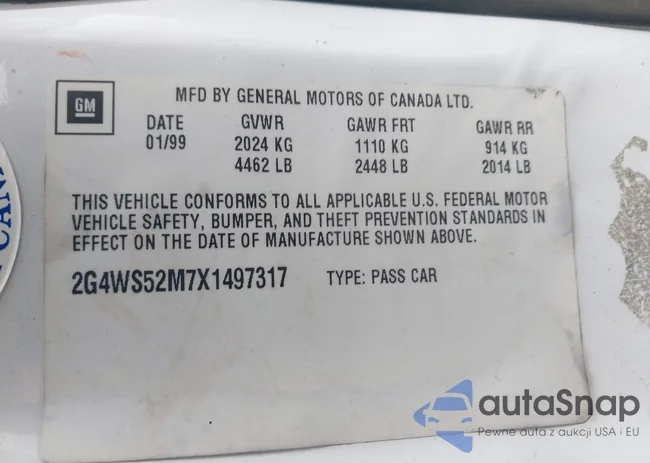 GM
MFD BY GENERAL MOTORS OF CANADA LTD.
DATE GVWR GAWR FRT GAWR RR
01/99 2024 KG 1110 KG 914 KG
4462 LB 2448 LB 2014 LB
THIS VEHICLE CONFORMS TO ALL APPLICABLE U.S. FEDERAL MOTOR
VEHICLE SAFETY, BUMPER, AND THEFT PREVENTION STANDARDS IN
EFFECT ON THE DATE OF MANUFACTURE SHOWN ABOVE.
2G4WS52M7X1497317 TYPE: PASS CAR
autoSnap
Pewne auta z aukcji USA i EU